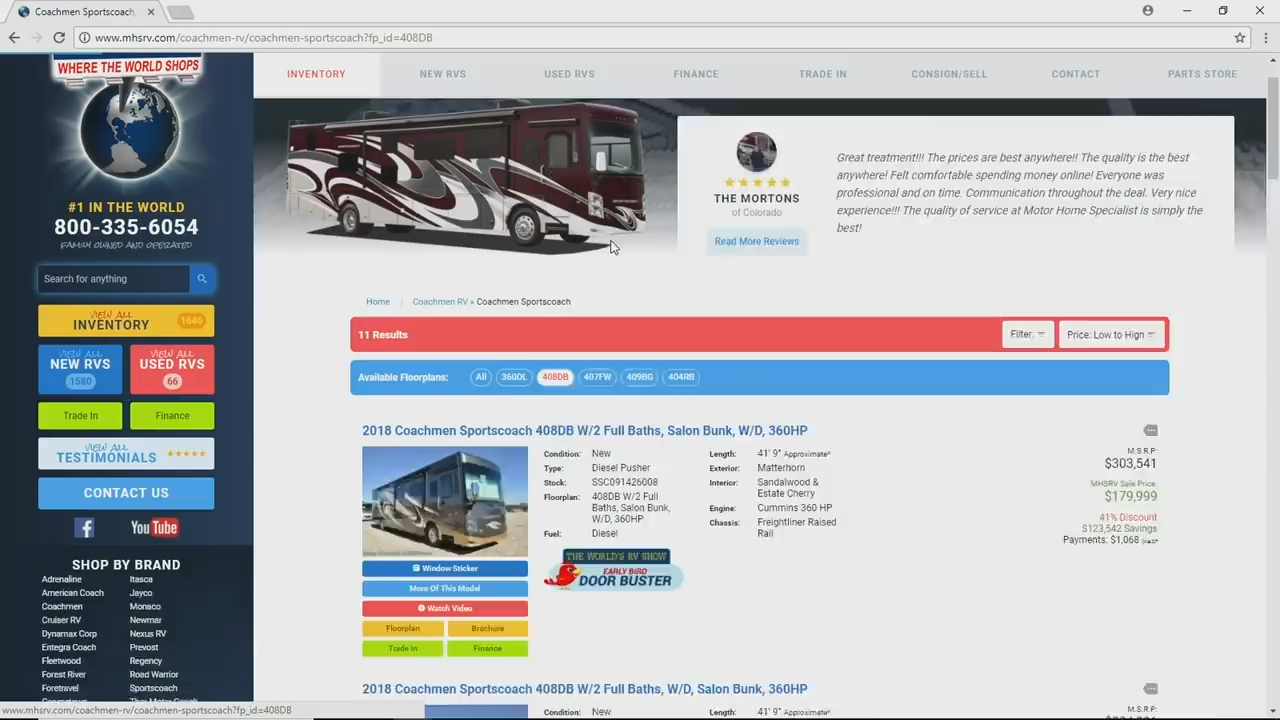 Coachmen Sportscoach
www.mhsrv.com/coachmen-rv/coachmen-sportscoach?fp_id=408DB
WHERE THE WORLD SHOPS
#1 IN THE WORLD
800-335-6054
FAMILY OWNED AND OPERATED
Search for anything
VIEW ALL
INVENTORY 1646
VIEW ALL
NEW RVS
1580
VIEW ALL
USED RVS
66
Trade In
Finance
VIEW ALL
TESTIMONIALS
CONTACT US
You Tube
SHOP BY BRAND
Adrenaline
American Coach
Coachmen
Cruiser RV
Dynamax Corp
Entegra Coach
Fleetwood
Forest River
Foretravel
Itasca
Jayco
Monaco
Newmar
Nexus RV
Prevost
Regency
Road Warrior
Sportscoach
INVENTORY
NEW RVS
USED RVS
FINANCE
TRADE IN
CONSIGN/SELL
CONTACT
PARTS STORE
THE MORTONS
of Colorado
Read More Reviews
Great treatment!!! The prices are best anywhere!! The quality is the best
anywhere! Felt comfortable spending money online! Everyone was
professional and on time. Communication throughout the deal. Very nice
experience!!! The quality of service at Motor Home Specialist is simply the
best!
Home / Coachmen RV » Coachmen Sportscoach
11 Results
Filter:
Price: Low to High
Available Floorplans: All 360DL 408DB 407FW 409BG 404RB
2018 Coachmen Sportscoach 408DB W/2 Full Baths, Salon Bunk, W/D, 360HP
Window Sticker
More Of This Model
Watch Video
Floorplan
Brochure
Trade In
Finance
Condition: New
Type: Diesel Pusher
Stock: SSC091426008
Floorplan: 408DB W/2 Full
Baths, Salon Bunk,
W/D, 360HP
Fuel: Diesel
Length: 41' 9" Approximate*
Exterior: Matterhorn
Interior: Sandalwood &
Estate Cherry
Engine: Cummins 360 HP
Chassis: Freightliner Raised
Rail
THE WORLD'S RV SHOW
EARLY BIRD
DOOR BUSTER
M.S.R.P:
$303,541
MHSRV Sale Price:
$179,999
41% Discount
$123,542 Savings
Payments: $1,068
2018 Coachmen Sportscoach 408DB W/2 Full Baths, W/D, Salon Bunk, 360HP
Condition: New
Length: 41' 9" Approximate*
M.S.R.P:
www.mhsrv.com/coachmen-rv/coachmen-sportscoach?fp_id=408DB